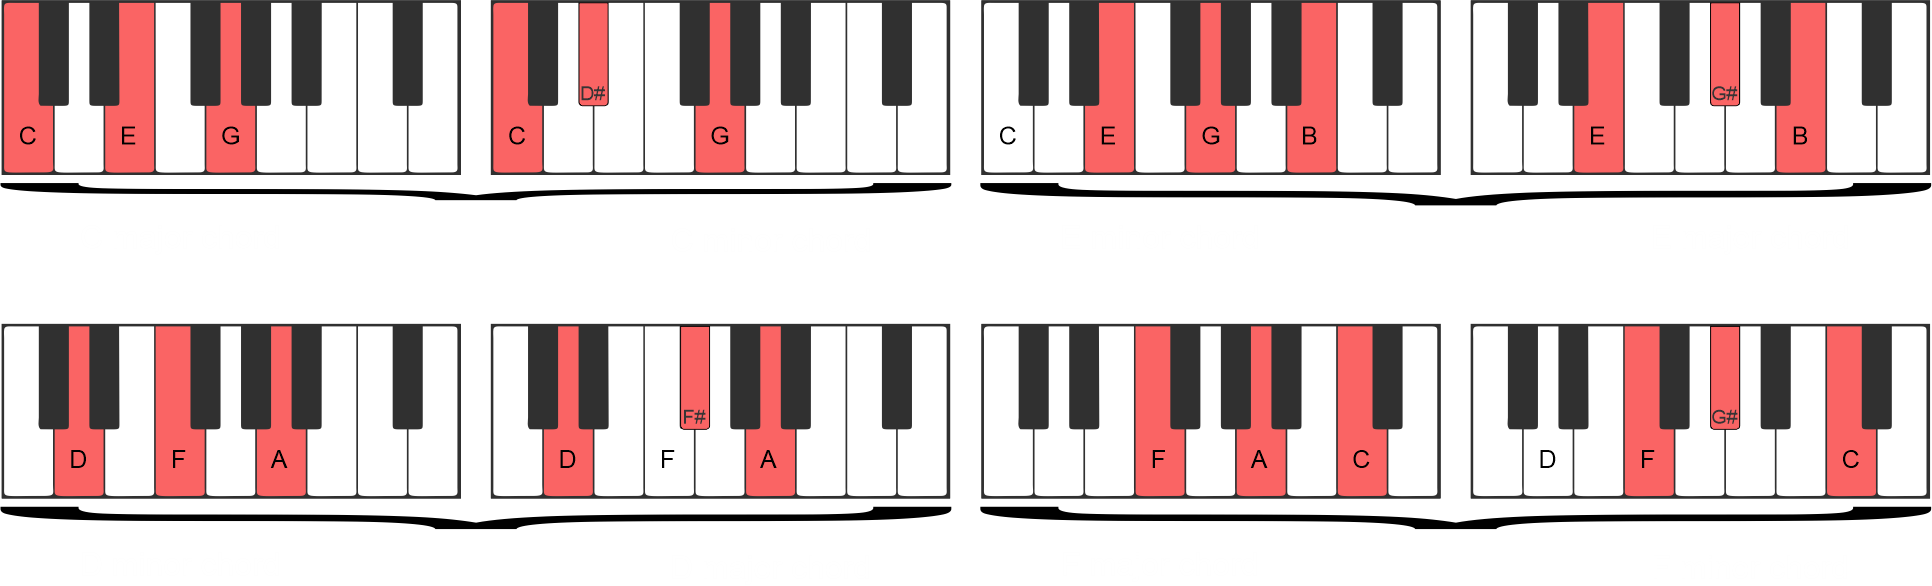 C E G
D#
C G
C E G B
G#
E B
D F A
F#
D F A
F A C
G#
D F C